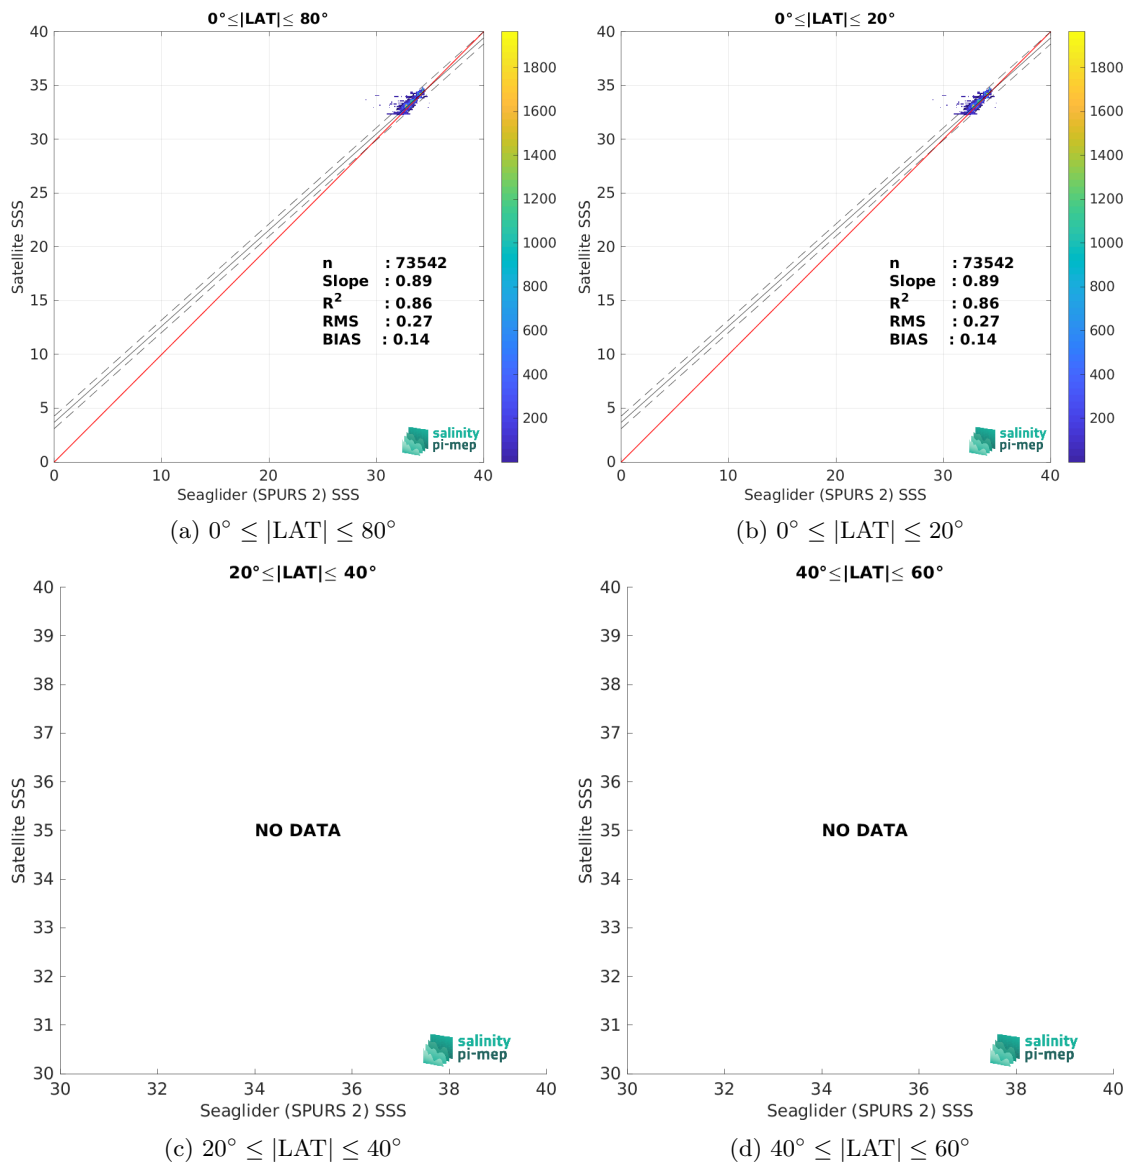 0°≤|LAT|≤ 80°
40
35
30
25
20
15
10
5
0
Satellite SSS
n : 73542
Slope : 0.89
R² : 0.86
RMS : 0.27
BIAS : 0.14
salinity
pi-mep
0 10 20 30 40
Seaglider (SPURS 2) SSS
1800
1600
1400
1200
1000
800
600
400
200
(a) 0° ≤ |LAT| ≤ 80°
0°≤|LAT|≤ 20°
40
35
30
25
20
15
10
5
0
Satellite SSS
n : 73542
Slope : 0.89
R² : 0.86
RMS : 0.27
BIAS : 0.14
salinity
pi-mep
0 10 20 30 40
Seaglider (SPURS 2) SSS
1800
1600
1400
1200
1000
800
600
400
200
(b) 0° ≤ |LAT| ≤ 20°
20°≤|LAT|≤ 40°
40
39
38
37
36
35
34
33
32
31
30
Satellite SSS
NO DATA
salinity
pi-mep
30 32 34 36 38 40
Seaglider (SPURS 2) SSS
(c) 20° ≤ |LAT| ≤ 40°
40°≤|LAT|≤ 60°
40
39
38
37
36
35
34
33
32
31
30
Satellite SSS
NO DATA
salinity
pi-mep
30 32 34 36 38 40
Seaglider (SPURS 2) SSS
(d) 40° ≤ |LAT| ≤ 60°